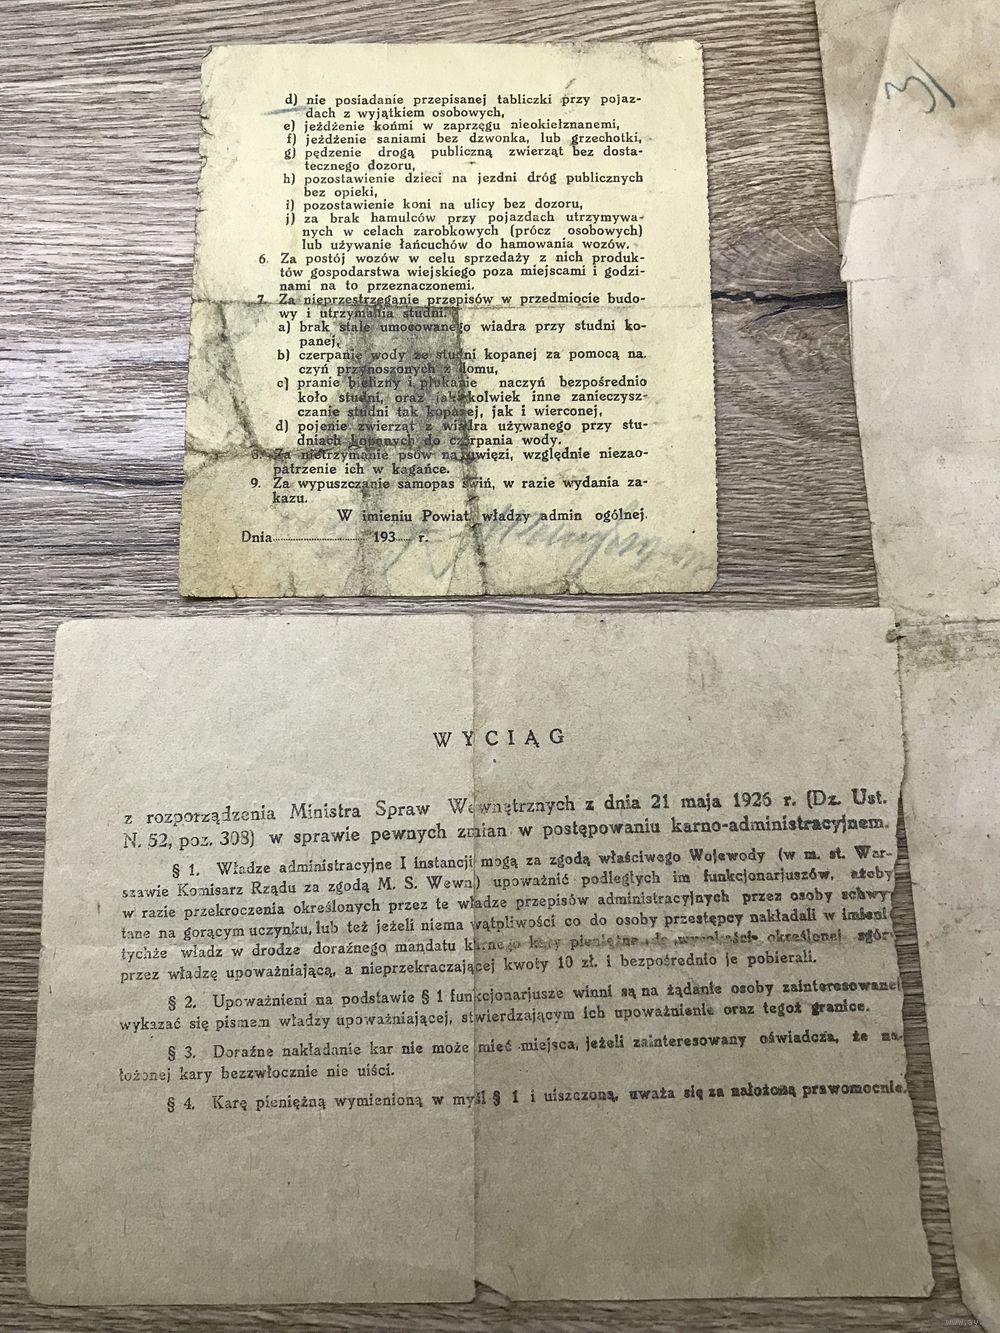 d) nie posiadanie przepisanej tabliczki przy pojaz-
dach z wyjątkiem osobowych,
e) jeżdżenie końmi w zaprzęgu nieokiełznanemi,
f) jeżdżenie saniami bez dzwonka, lub grzechotki,
g) pędzenie drogą publiczną zwierząt bez dosta-
tecznego dozoru,
h) pozostawienie dzieci na jezdni dróg publicznych
bez opieki,
i) pozostawienie koni na ulicy bez dozoru,
j) za brak hamulców przy pojazdach utrzymywa-
nych w celach zarobkowych (prócz osobowych)
lub używanie łańcuchów do hamowania wozów.
6. Za postój wozów w celu sprzedaży z nich produk-
tów gospodarstwa wiejskiego poza miejscami i godzi-
nami na to przeznaczonemi.
7. Za nieprzestrzeganie przepisów w przedmiocie budo-
wy i utrzymania studni.
a) brak stale umocowanego wiadra przy studni ko-
panej,
b) czerpanie wody ze studni kopanej za pomocą na.
czyń przynoszonych z domu,
c) pranie bielizny i płukanie naczyń bezpośrednio
koło studni, oraz jakiekolwiek inne zanieczysz-
czanie studni tak kopanej, jak i wierconej,
d) pojenie zwierząt z wiadra używanego przy stu-
dniach kopanych do czerpania wody.
8. Za nietrzymanie psów na uwięzi, względnie niezao-
patrzenie ich w kagańce.
9. Za wypuszczanie samopas świń, w razie wydania za-
kazu.
W imieniu Powiat. władzy admin ogólnej.
Dnia 193 r.
WYCIĄG
z rozporządzenia Ministra Spraw Wewnętrznych z dnia 21 maja 1926 r. (Dz. Ust.
N. 52, poz. 308) w sprawie pewnych zmian w postępowaniu karno-administracyjnem.
§ 1. Władze administracyjne I instancji mogą za zgodą właściwego Wojewody (w m. st. War-
szawie Komisarz Rządu za zgodą M. S. Wewn.) upoważnić podległych im funkcjonarjuszów, ażeby
w razie przekroczenia określonych przez te władze przepisów administracyjnych przez osoby schwy
tane na gorącym uczynku, lub też jeżeli niema wątpliwości co do osoby przestępcy nakładali w imieni
tychże władz w drodze doraźnego mandatu karnego kary pieniężne do wysokości określonej zgóry
przez władzę upoważniającą, a nieprzekraczającej kwoty 10 zł. i bezpośrednio je pobierali.
§ 2. Upoważnieni na podstawie § 1 funkcjonarjusze winni są na żądanie osoby zainteresowanej
wykazać się pismem władzy upoważniającej, stwierdzającym ich upoważnienie oraz tegoż granice.
§ 3. Doraźne nakładanie kar nie może mieć miejsca, jeżeli zainteresowany oświadcza, że na-
łożonej kary bezzwłocznie nie uiści.
§ 4. Karę pieniężną wymienioną w myśl § 1 i uiszczoną, uważa się za nałożoną prawomocnie.